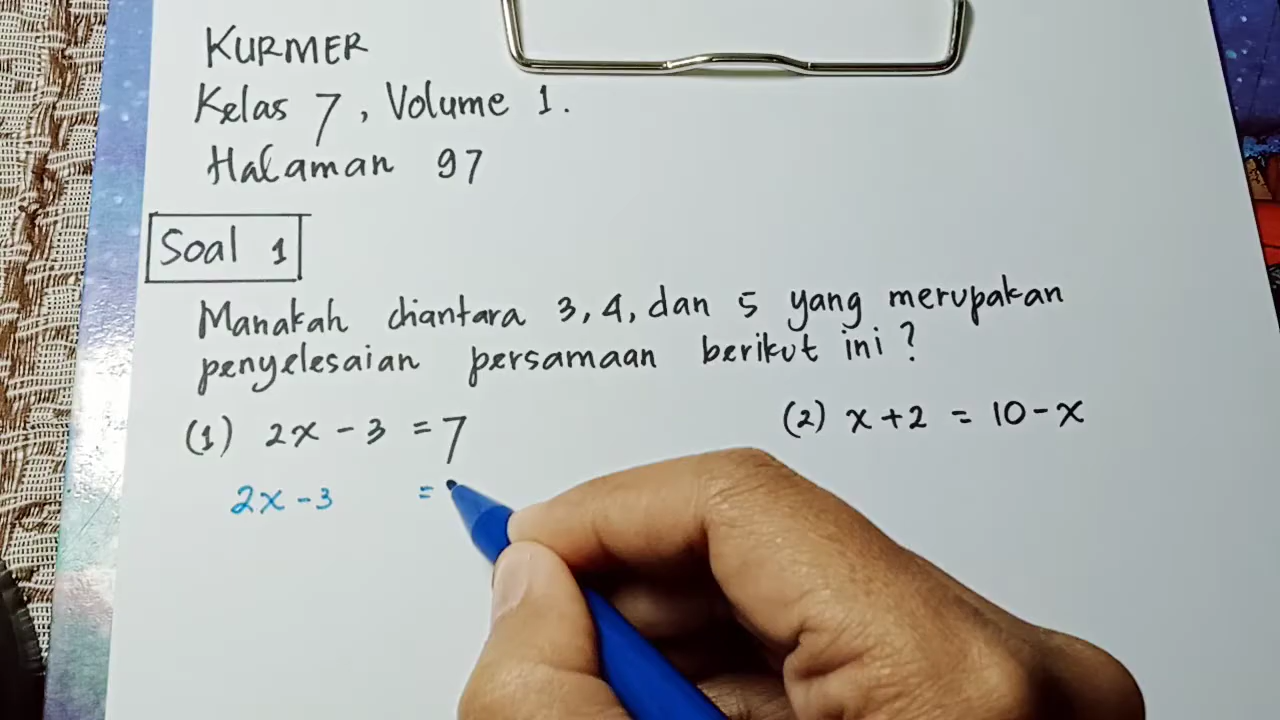 KURMER
Kelas 7, Volume 1.
Halaman 97
Soal 1
Manakah diantara 3, 4, dan 5 yang merupakan
penyelesaian persamaan berikut ini?
(1) 2x - 3 = 7
(2) x + 2 = 10 - x
2x - 3 =